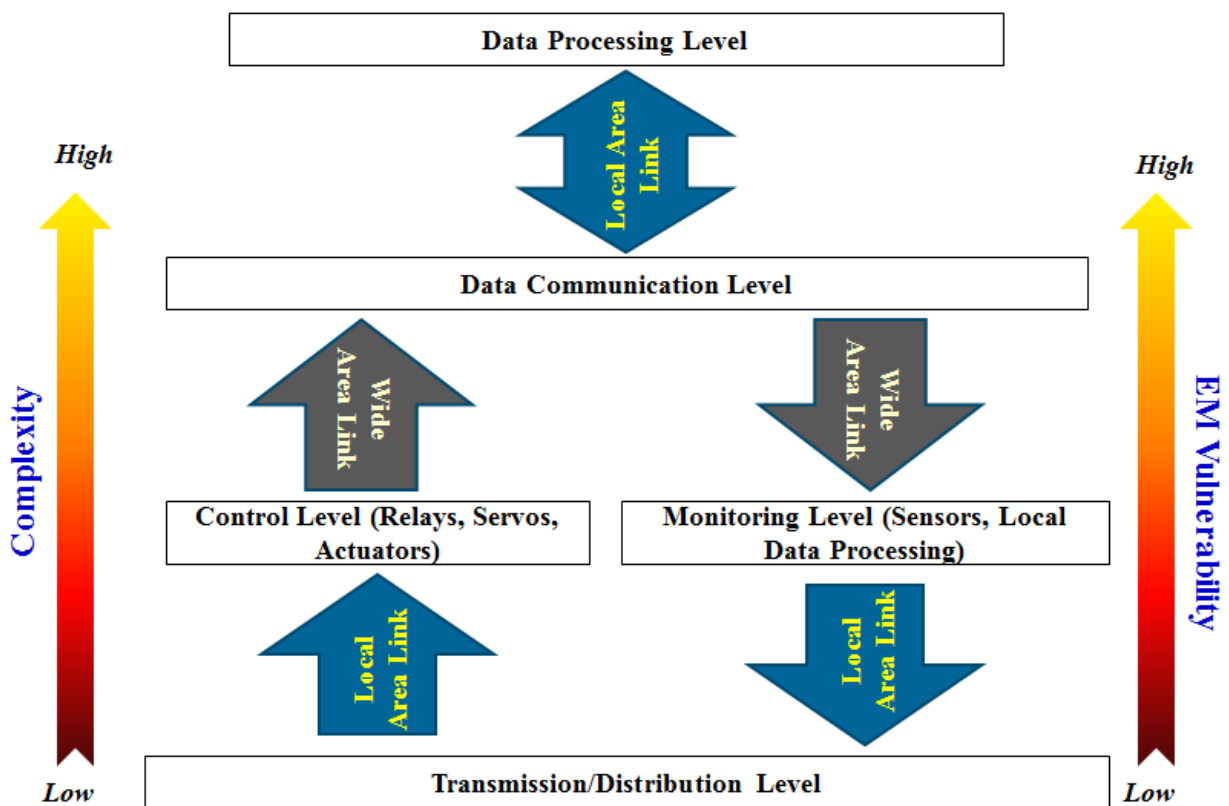 Data Processing Level
Local Area
Link
High
High
Data Communication Level
Wide
Area Link
Wide
Area Link
Complexity
EM Vulnerability
Control Level (Relays, Servos,
Actuators)
Monitoring Level (Sensors, Local
Data Processing)
Local
Area Link
Local
Area Link
Transmission/Distribution Level
Low
Low